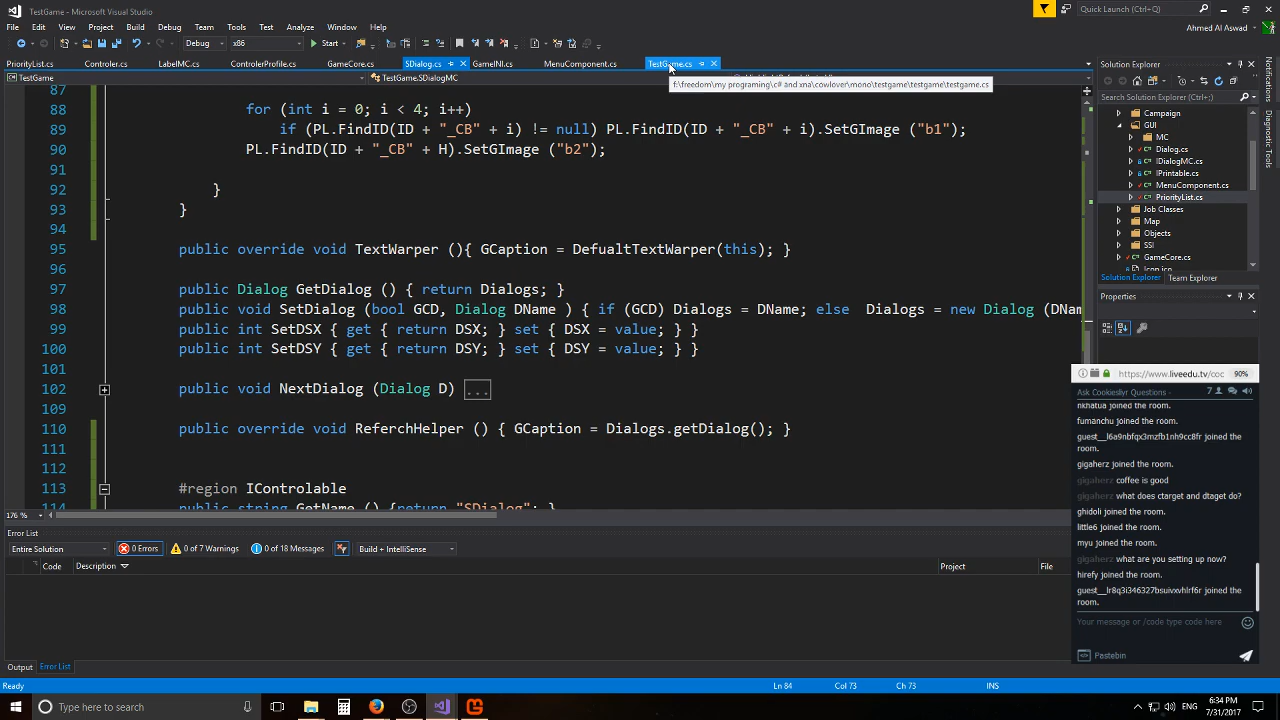 TestGame - Microsoft Visual Studio
Quick Launch (Ctrl+Q)
File Edit View Project Build Debug Team Tools Test Analyze Window Help
Ahmed Al Aswad
Debug x86 Start
PriorityList.cs Controler.cs LabelMC.cs ControlerProfile.cs GameCore.cs SDialog.cs GameINI.cs MenuComponent.cs TestGame.cs
TestGame TestGame.SDialogMC
f:\freedom\my programing\c# and xna\cowlover\mono\testgame\testgame\testgame.cs
87
88 for (int i = 0; i < 4; i++)
89 if (PL.FindID(ID + "_CB" + i) != null) PL.FindID(ID + "_CB" + i).SetGImage ("b1");
90 PL.FindID(ID + "_CB" + H).SetGImage ("b2");
91
92 }
93 }
94
95 public override void TextWarper (){ GCaption = DefualtTextWarper(this); }
96
97 public Dialog GetDialog () { return Dialogs; }
98 public void SetDialog (bool GCD, Dialog DName ) { if (GCD) Dialogs = DName; else Dialogs = new Dialog (DNam
99 public int SetDSX { get { return DSX; } set { DSX = value; } }
100 public int SetDSY { get { return DSY; } set { DSY = value; } }
101
102 public void NextDialog (Dialog D) ...
109
110 public override void ReferchHelper () { GCaption = Dialogs.getDialog(); }
111
112
113 #region IControlable
114 public string GetName () {return "SDialog"; }
176 %
Error List
Entire Solution 0 Errors 0 of 7 Warnings 0 of 18 Messages Build + IntelliSense
Code Description Project File
Output Error List
Ready Ln 84 Col 73 Ch 73 INS
Solution Explorer
Search Solution Explorer (Ctrl+;)
Campaign
GUI
MC
Dialog.cs
IDialogMC.cs
IPrintable.cs
MenuComponent.cs
PriorityList.cs
Job Classes
Map
Objects
SSI
GameCore.cs
Icon.ico
Solution Explorer Team Explorer
Properties
Notifications
Diagnostic Tools
https://www.liveedu.tv/coc 90%
Ask Cookieslyr Questions - 7
nkhatua joined the room.
fumanchu joined the room.
guest__l6a9nbfqx3mzfb1nh9cc8fr joined the
room.
gigaherz joined the room.
gigaherz coffee is good
gigaherz what does ctarget and dtaget do?
ghidoli joined the room.
little6 joined the room.
myu joined the room.
gigaherz what are you setting up now?
hirefy joined the room.
guest__lr8q3i346327bsuivxvhlrf6r joined the
room.
Your message or /code type code here
Pastebin
Type here to search
ENG
6:34 PM
7/31/2017